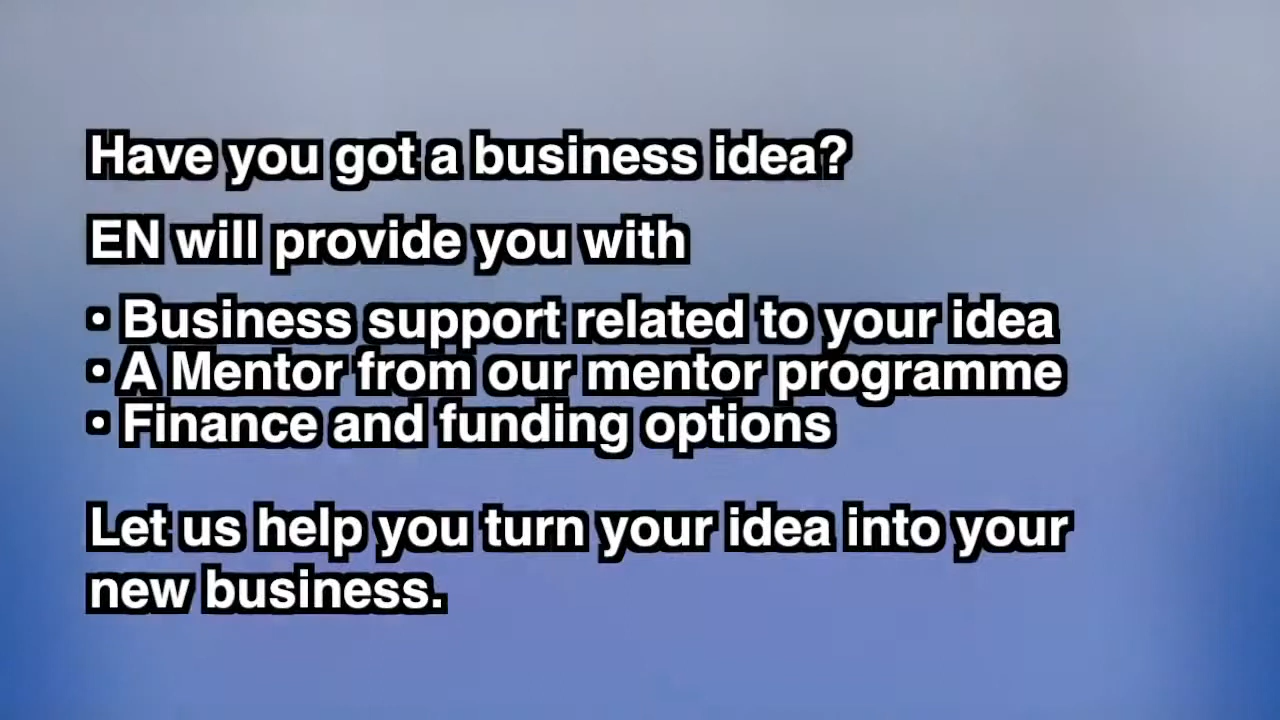 Have you got a business idea?
EN will provide you with
• Business support related to your idea
• A Mentor from our mentor programme
• Finance and funding options
Let us help you turn your idea into your
new business.